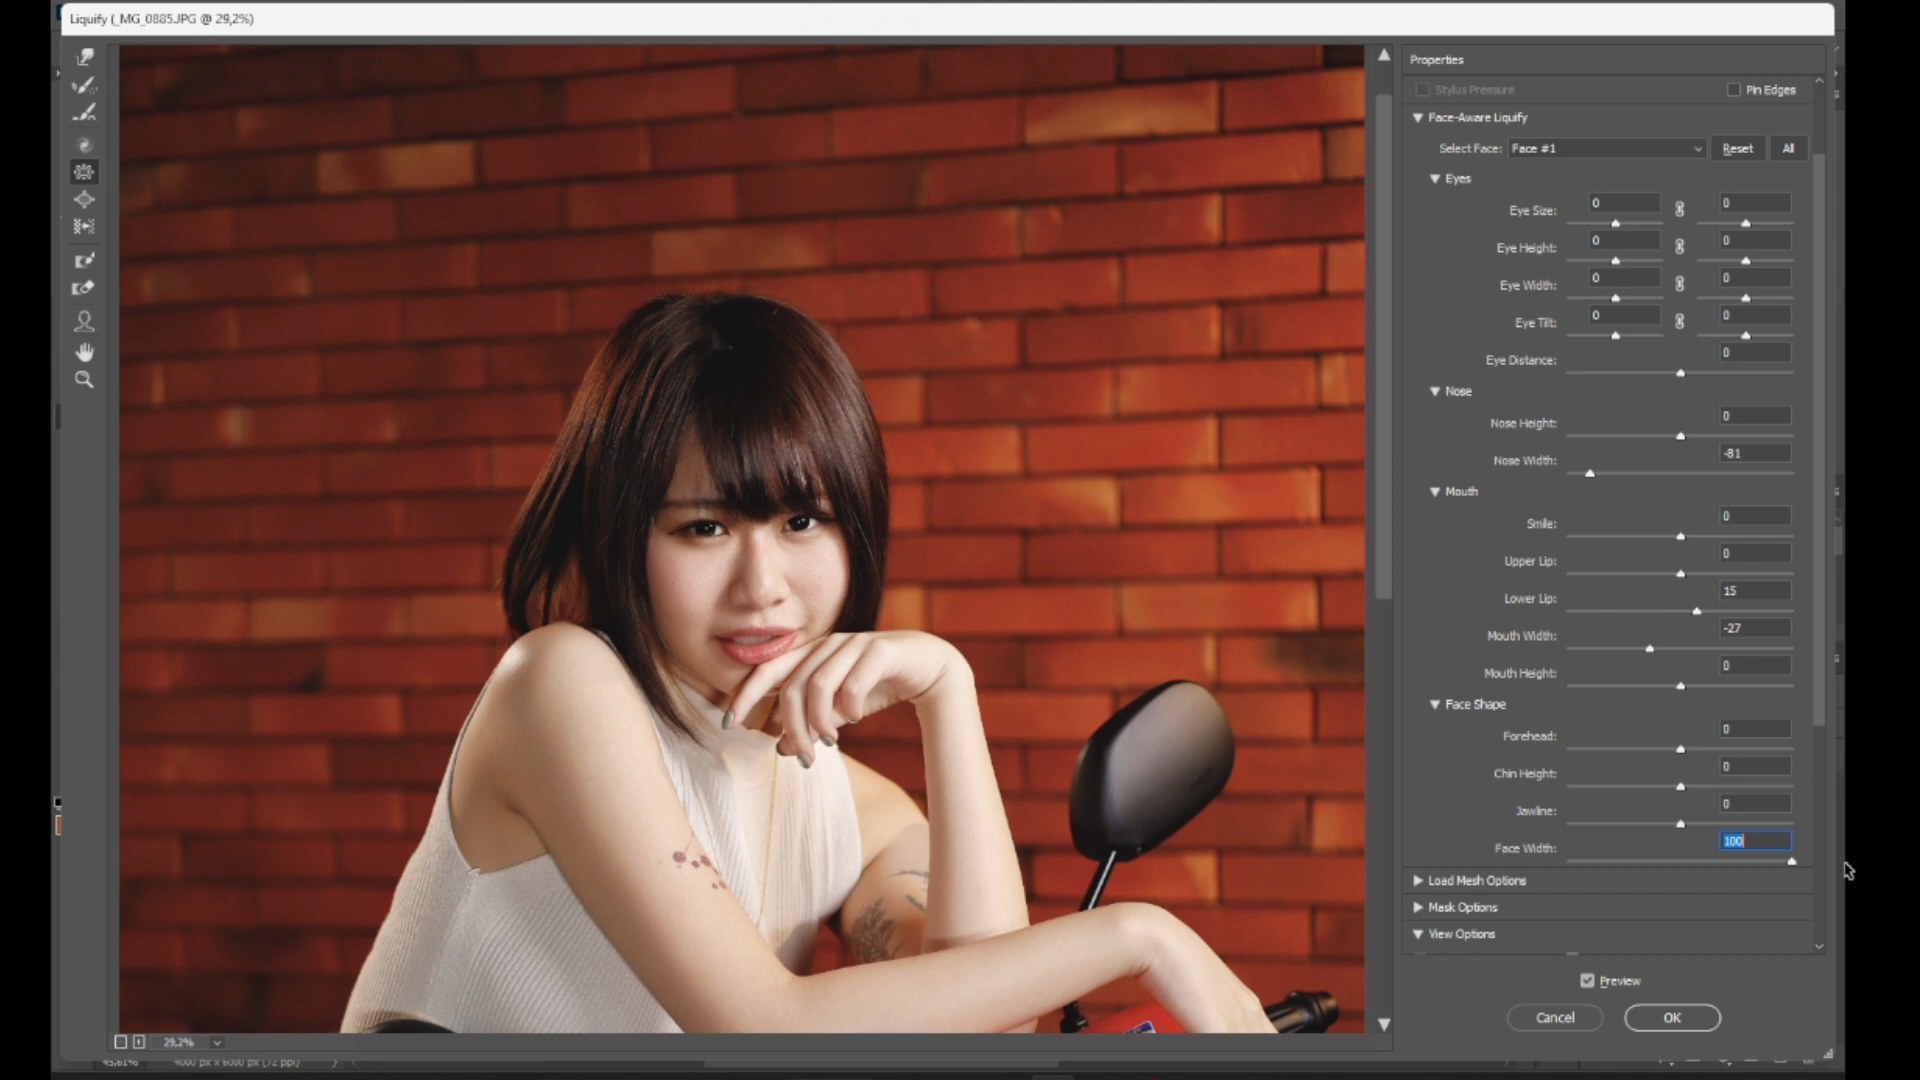 Liquify (_MG_0885.JPG @ 29,2%)
Properties
Stylus Pressure
Pin Edges
Face-Aware Liquify
Select Face: Face #1 Reset All
Eyes
Eye Size: 0 0
Eye Height: 0 0
Eye Width: 0 0
Eye Tilt: 0 0
Eye Distance: 0
Nose
Nose Height: 0
Nose Width: -81
Mouth
Smile: 0
Upper Lip: 0
Lower Lip: 15
Mouth Width: -27
Mouth Height: 0
Face Shape
Forehead: 0
Chin Height: 0
Jawline: 0
Face Width: 100
Load Mesh Options
Mask Options
View Options
Preview
Cancel OK
29,2%
45,61% 4000 px x 6000 px (72 ppi)